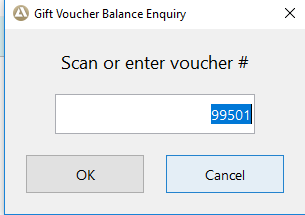 Gift Voucher Balance Enquiry
Scan or enter voucher #
99501
OK Cancel